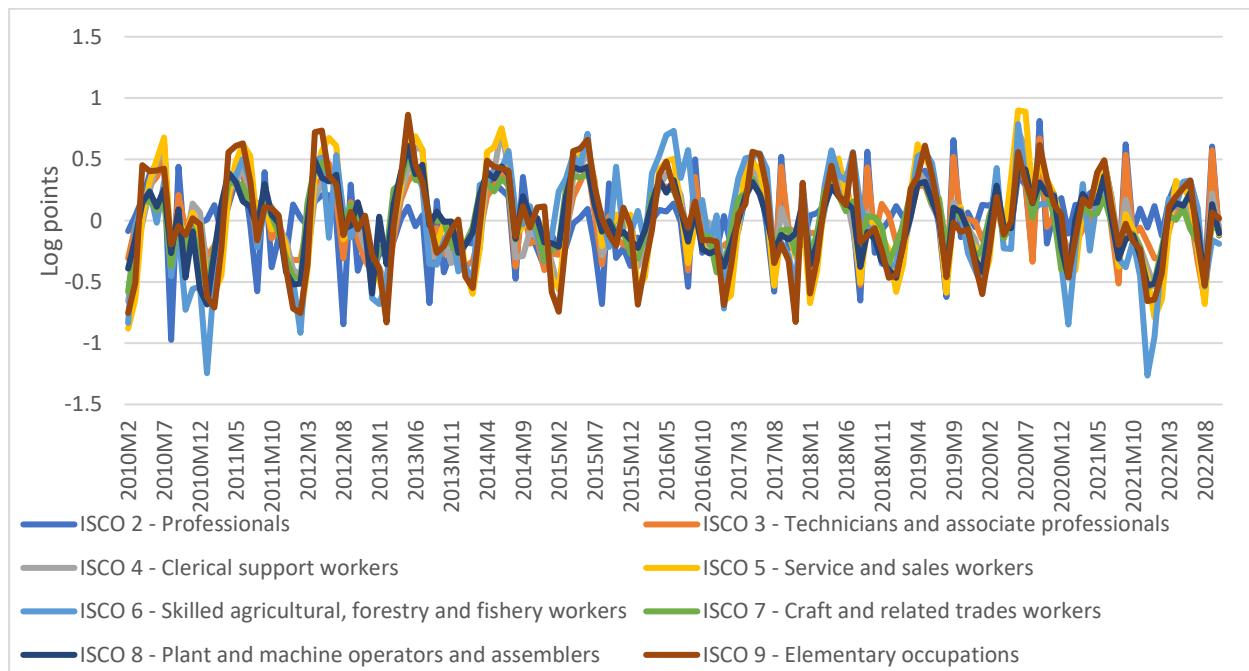 1.5
1
0.5
0
-0.5
-1
-1.5
Log points
2010M2
2010M7
2010M12
2011M5
2011M10
2012M3
2012M8
2013M1
2013M6
2013M11
2014M4
2014M9
2015M2
2015M7
2015M12
2016M5
2016M10
2017M3
2017M8
2018M1
2018M6
2018M11
2019M4
2019M9
2020M2
2020M7
2020M12
2021M5
2021M10
2022M3
2022M8
ISCO 2 - Professionals
ISCO 3 - Technicians and associate professionals
ISCO 4 - Clerical support workers
ISCO 5 - Service and sales workers
ISCO 6 - Skilled agricultural, forestry and fishery workers
ISCO 7 - Craft and related trades workers
ISCO 8 - Plant and machine operators and assemblers
ISCO 9 - Elementary occupations